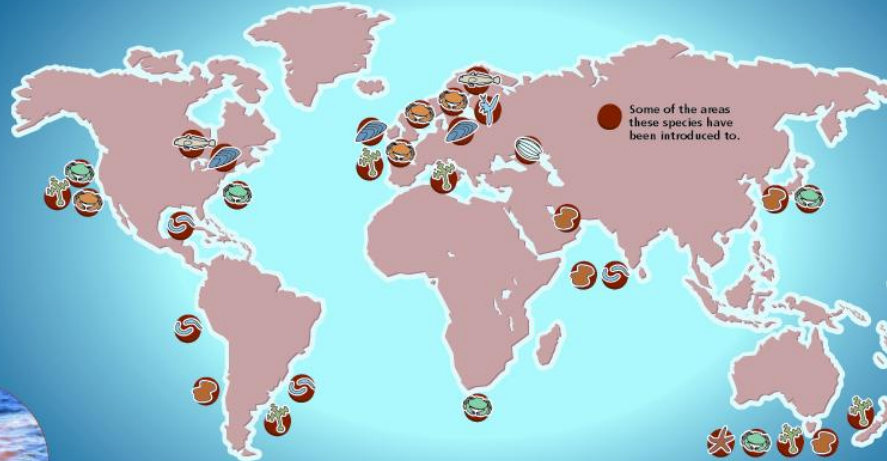 Some of the areas
these species have
been introduced to.